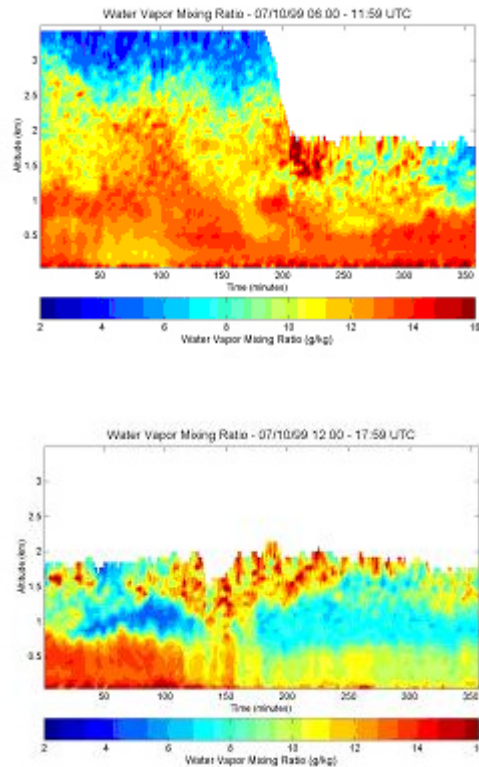 Water Vapor Mixing Ratio - 07/10/99 06:00 - 11:59 UTC
Altitude (km)
3
2.5
2
1.5
1
0.5
50 100 150 200 250 300 350
Time (minutes)
2 4 6 8 10 12 14 16
Water Vapor Mixing Ratio (g/kg)
Water Vapor Mixing Ratio - 07/10/99 12:00 - 17:59 UTC
Altitude (km)
3
2.5
2
1.5
1
0.5
50 100 150 200 250 300 350
Time (minutes)
2 4 6 8 10 12 14 16
Water Vapor Mixing Ratio (g/kg)